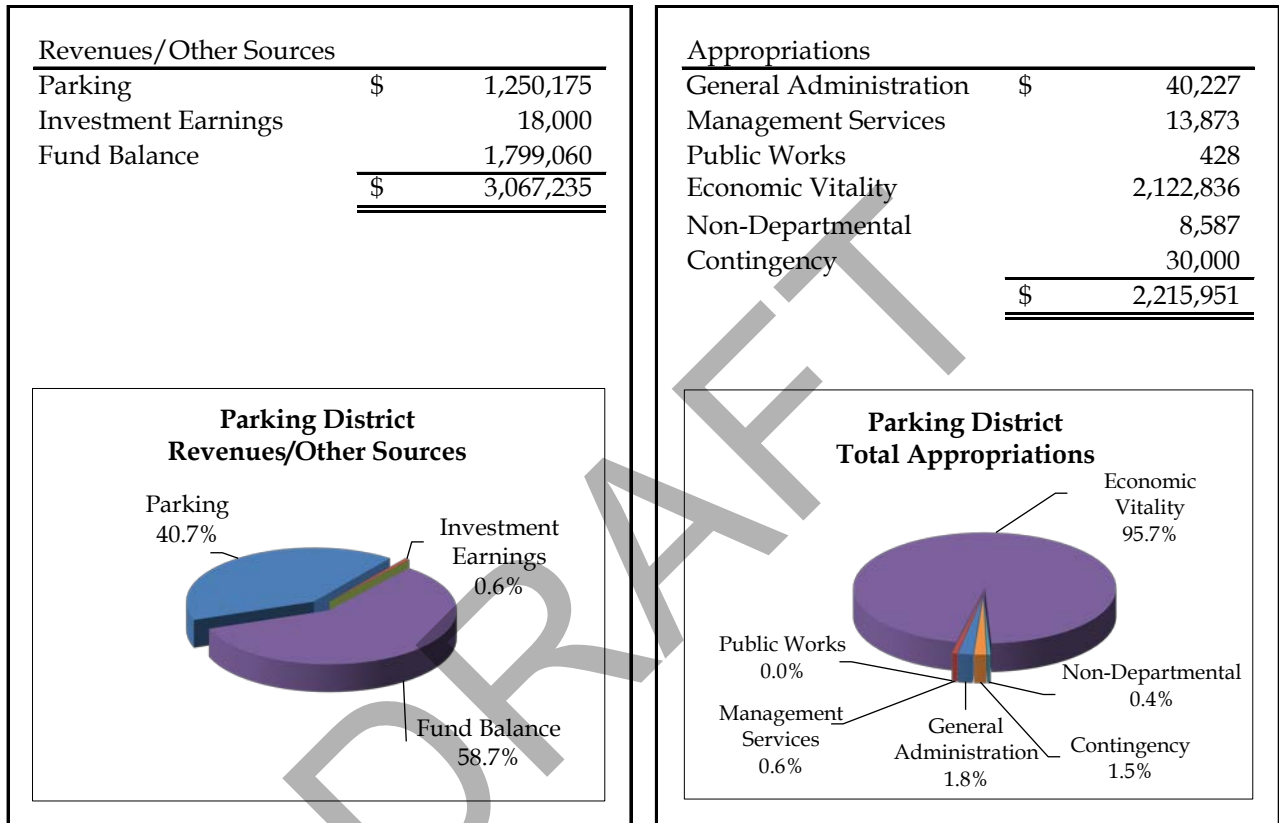 Revenues/Other Sources
Parking $ 1,250,175
Investment Earnings 18,000
Fund Balance 1,799,060
$ 3,067,235
Parking District
Revenues/Other Sources
Parking
40.7%
Investment
Earnings
0.6%
Fund Balance
58.7%
Appropriations
General Administration $ 40,227
Management Services 13,873
Public Works 428
Economic Vitality 2,122,836
Non-Departmental 8,587
Contingency 30,000
$ 2,215,951
Parking District
Total Appropriations
Economic
Vitality
95.7%
Public Works
0.0%
Non-Departmental
0.4%
Management
Services
0.6%
General
Administration
1.8%
Contingency
1.5%
DRAFT